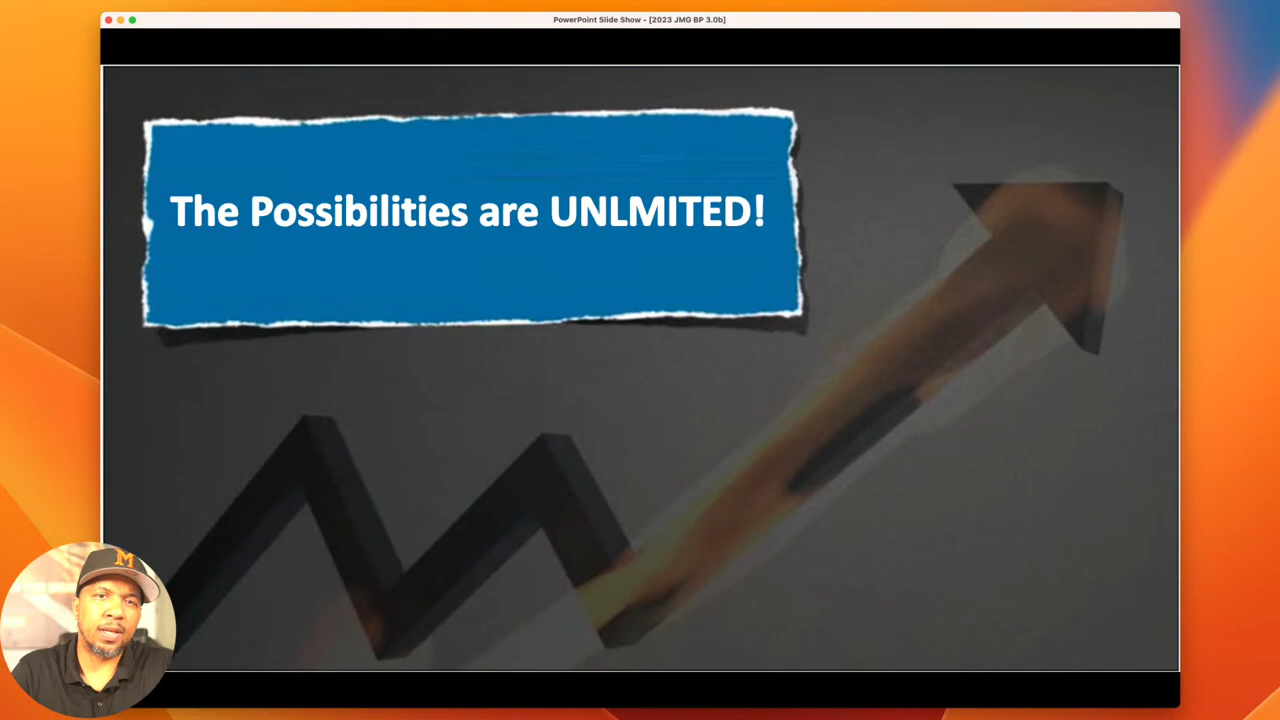 PowerPoint Slide Show - [2023 JMG BP 3.0b]
The Possibilities are UNLMITED!
M